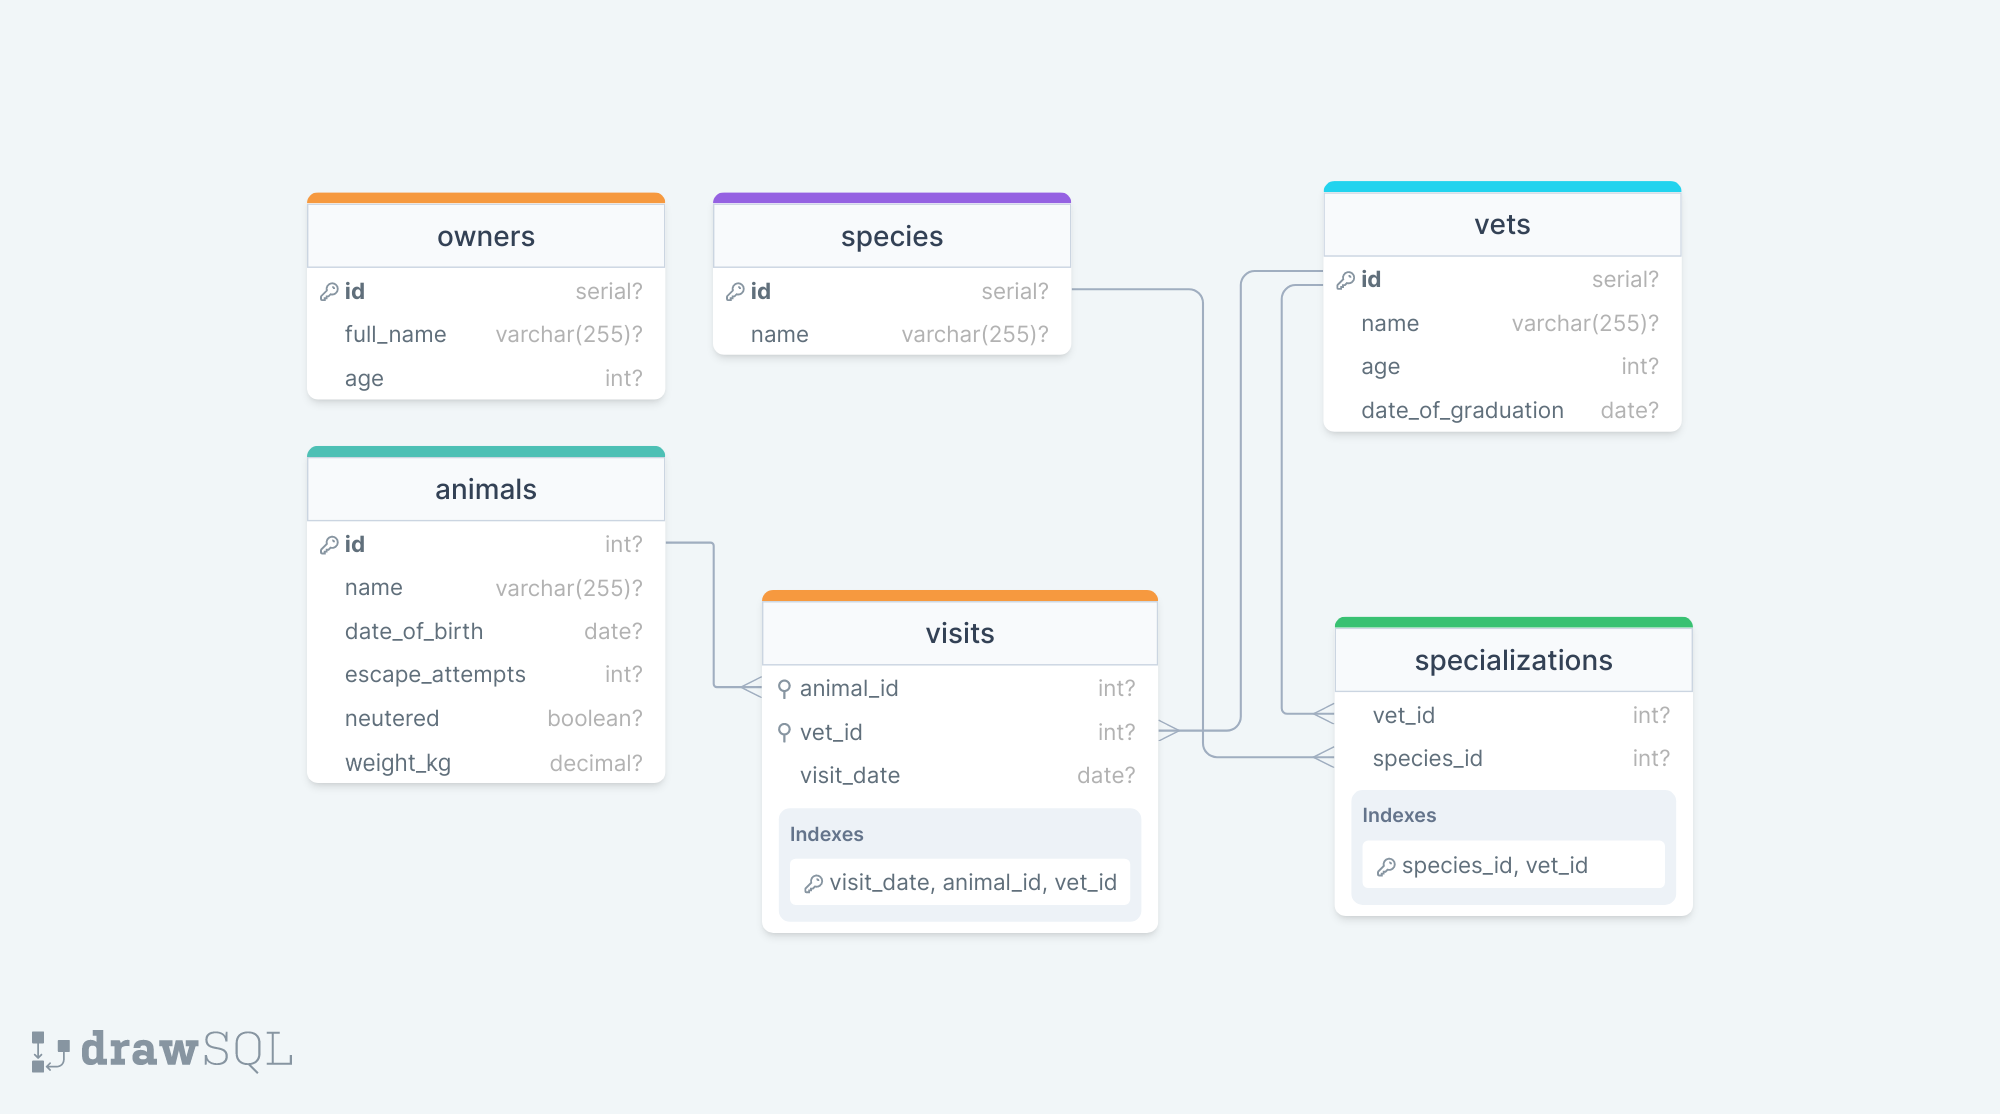 owners
id serial?
full_name varchar(255)?
age int?
species
id serial?
name varchar(255)?
vets
id serial?
name varchar(255)?
age int?
date_of_graduation date?
animals
id int?
name varchar(255)?
date_of_birth date?
escape_attempts int?
neutered boolean?
weight_kg decimal?
visits
animal_id int?
vet_id int?
visit_date date?
Indexes
visit_date, animal_id, vet_id
specializations
vet_id int?
species_id int?
Indexes
species_id, vet_id
drawSQL